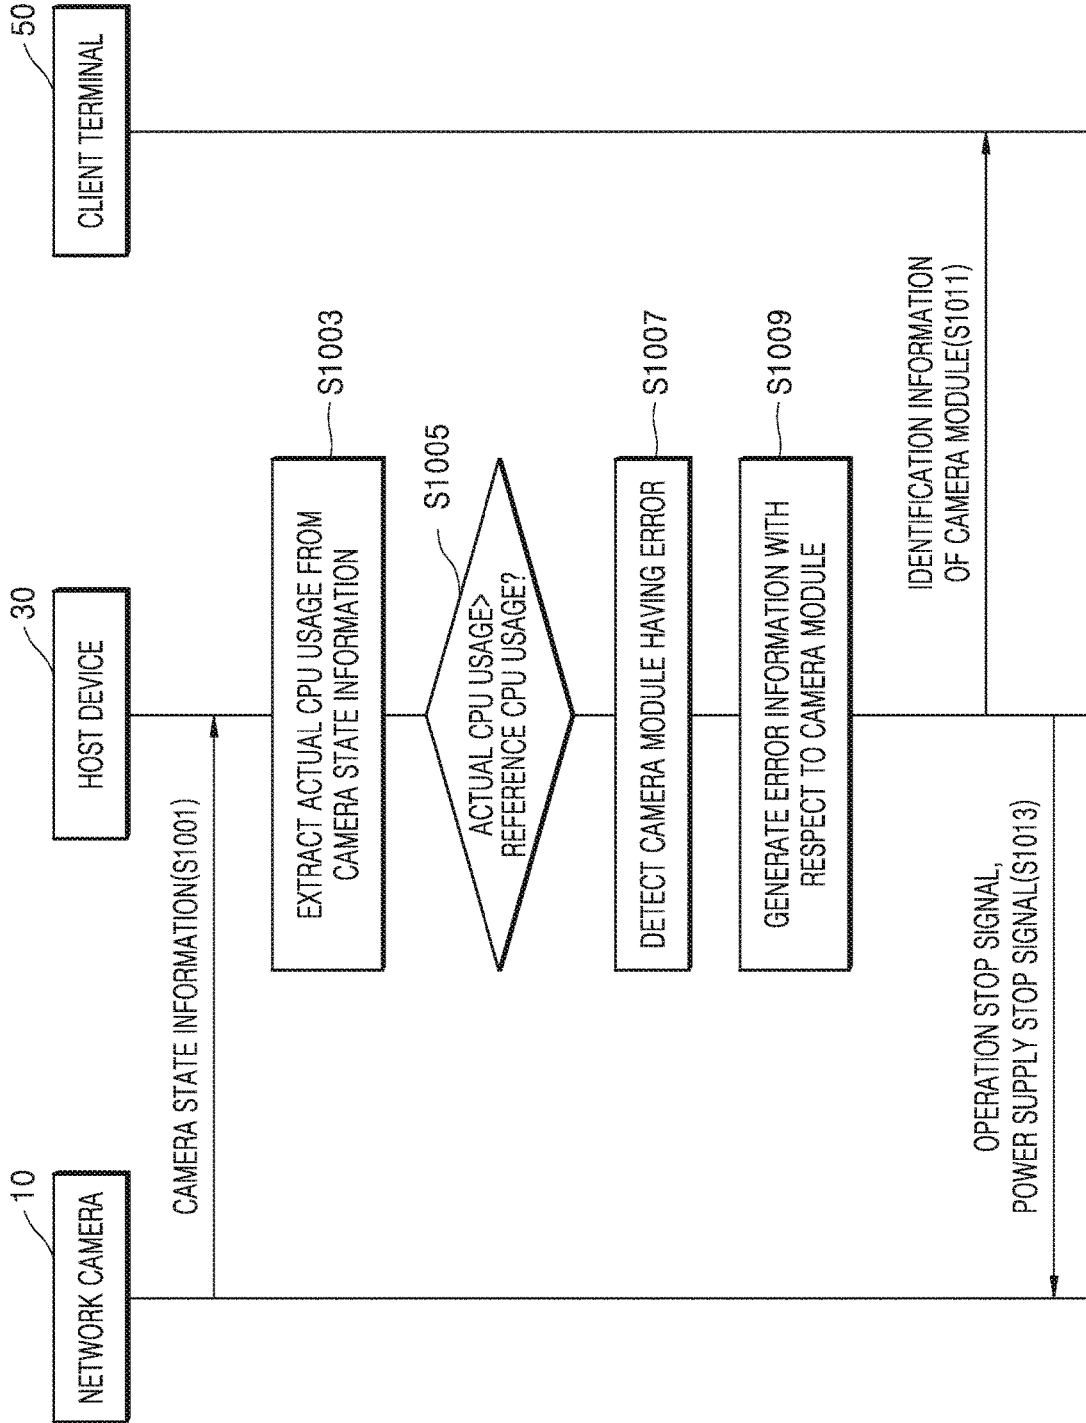 10
NETWORK CAMERA
30
HOST DEVICE
50
CLIENT TERMINAL
CAMERA STATE INFORMATION(S1001)
EXTRACT ACTUAL CPU USAGE FROM
CAMERA STATE INFORMATION
S1003
ACTUAL CPU USAGE>
REFERENCE CPU USAGE?
S1005
DETECT CAMERA MODULE HAVING ERROR
S1007
GENERATE ERROR INFORMATION WITH
RESPECT TO CAMERA MODULE
S1009
IDENTIFICATION INFORMATION
OF CAMERA MODULE(S1011)
OPERATION STOP SIGNAL,
POWER SUPPLY STOP SIGNAL(S1013)